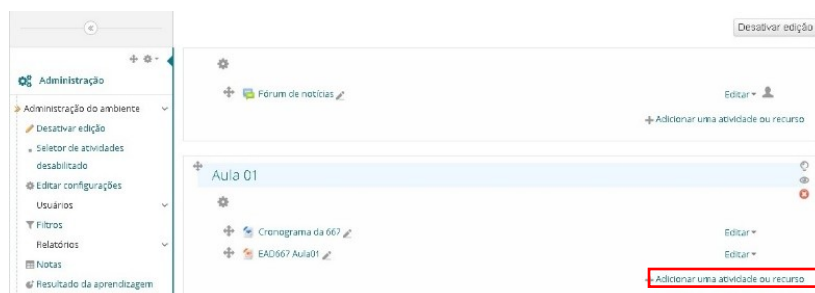 Desativar edição
Administração
Administração do ambiente
Desativar edição
Seletor de atividades
desabilitado
Editar configurações
Usuários
Filtros
Relatórios
Notas
Resultado da aprendizagem
Fórum de notícias
Editar
Adicionar uma atividade ou recurso
Aula 01
Cronograma da 667
Editar
EAD667 Aula01
Editar
Adicionar uma atividade ou recurso